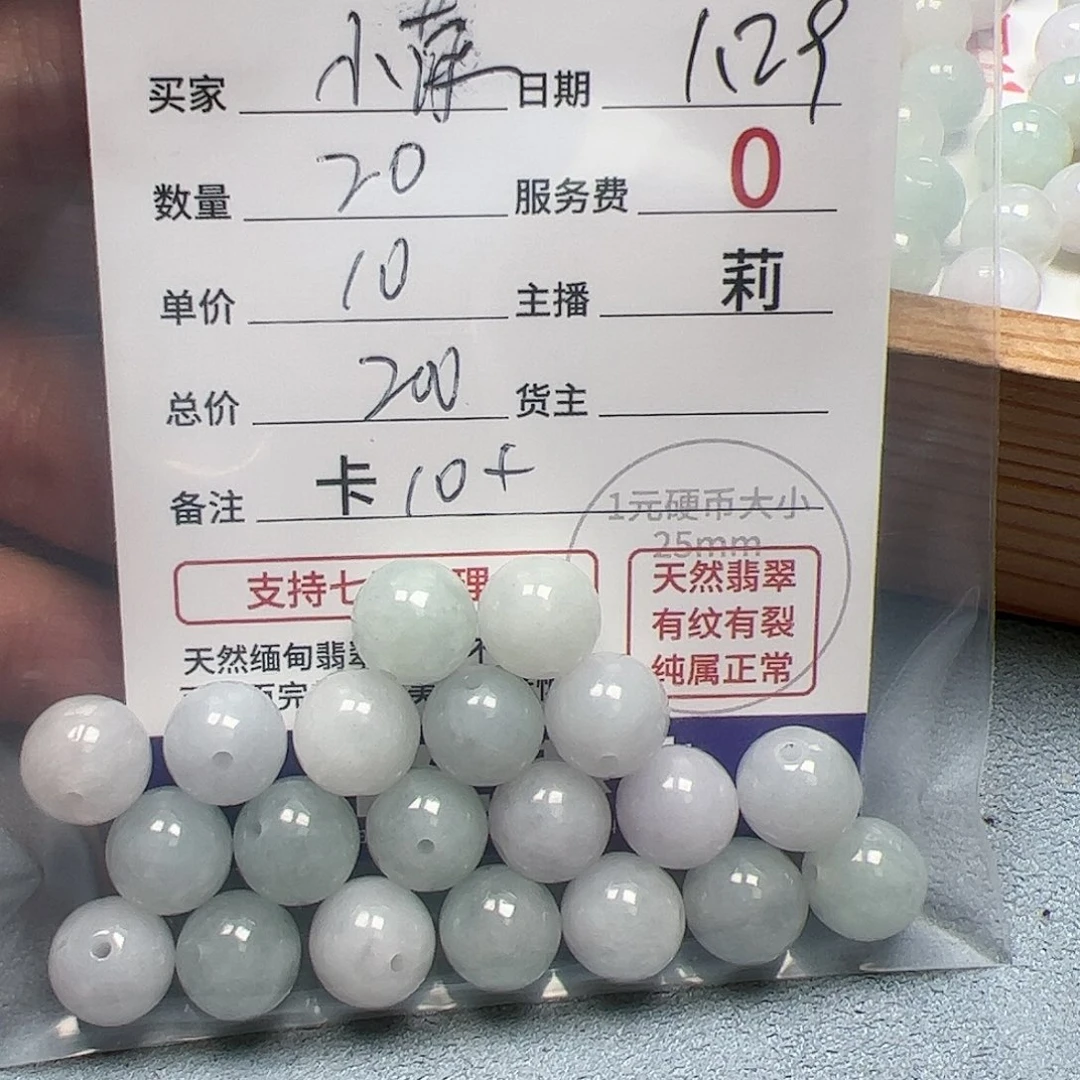 买家 小萍 日期 1.29
数量 20 服务费 0
单价 10 主播 莉
总价 200 货主
备注 卡10+
1元硬币大小
25mm
支持七 理
天然翡翠
有纹有裂
纯属正常
天然缅甸翡翠